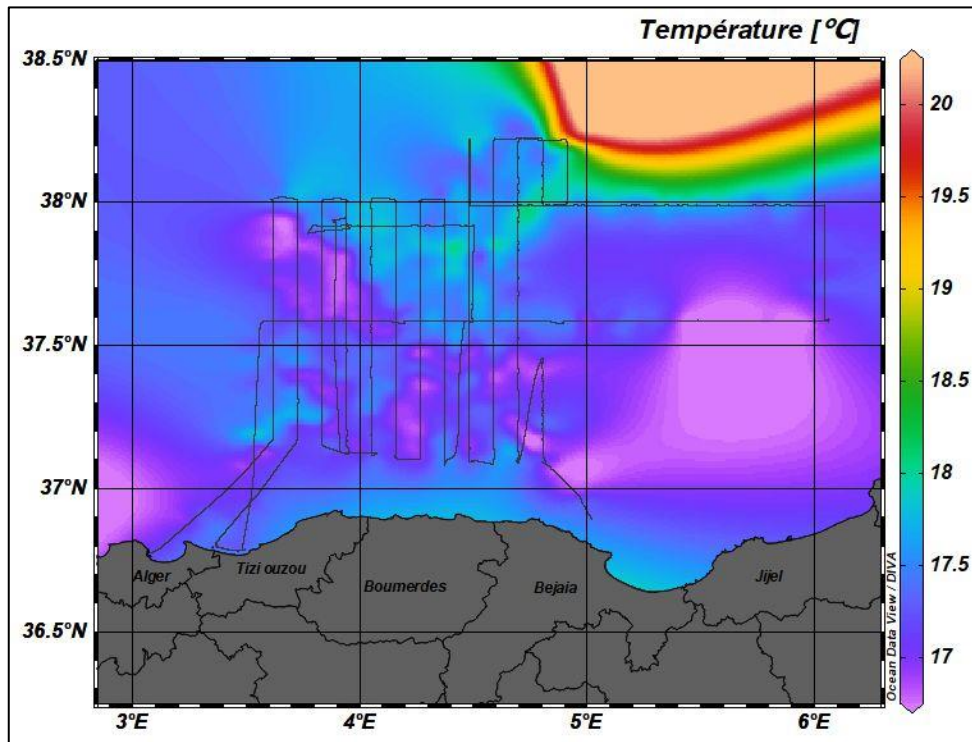 Température [°C]
38.5°N
38°N
37.5°N
37°N
36.5°N
3°E
4°E
5°E
6°E
20
19.5
19
18.5
18
17.5
17
Alger
Tizi ouzou
Boumerdes
Bejaia
Jijel
Ocean Data View / DIVA